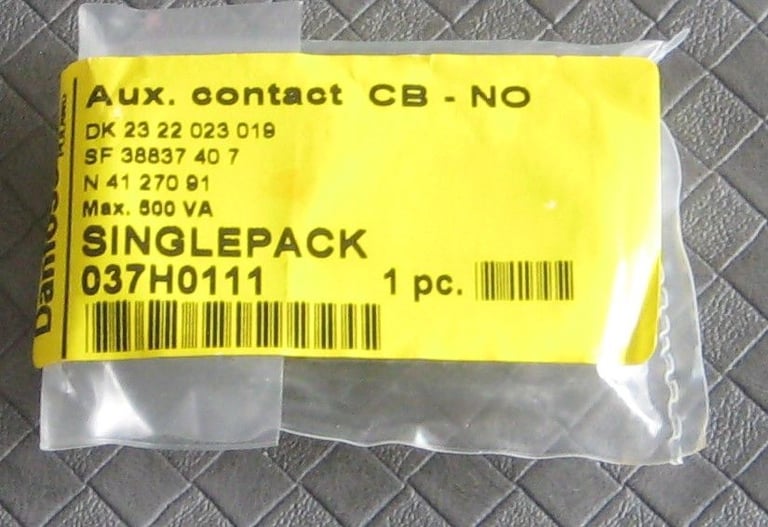 Aux. contact CB - NO
DK 23 22 023 019
SF 38837 40 7
N 41 270 91
Max. 500 VA
SINGLEPACK
037H0111 1 pc.